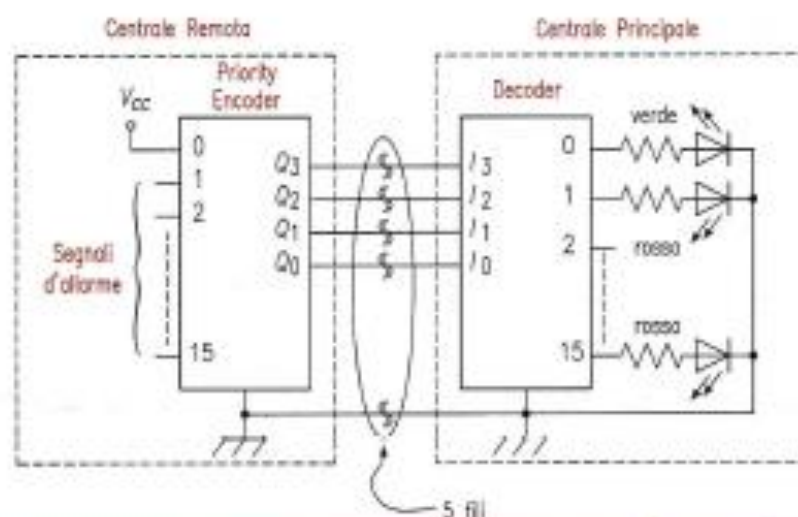 Centrale Remota
Centrale Principale
Priority
Encoder
Decoder
VCC
0
1
2
15
Segnali
d'allarme
Q3
Q2
Q1
Q0
I3
I2
I1
I0
0
1
2
15
verde
rosso
rosso
5 fili